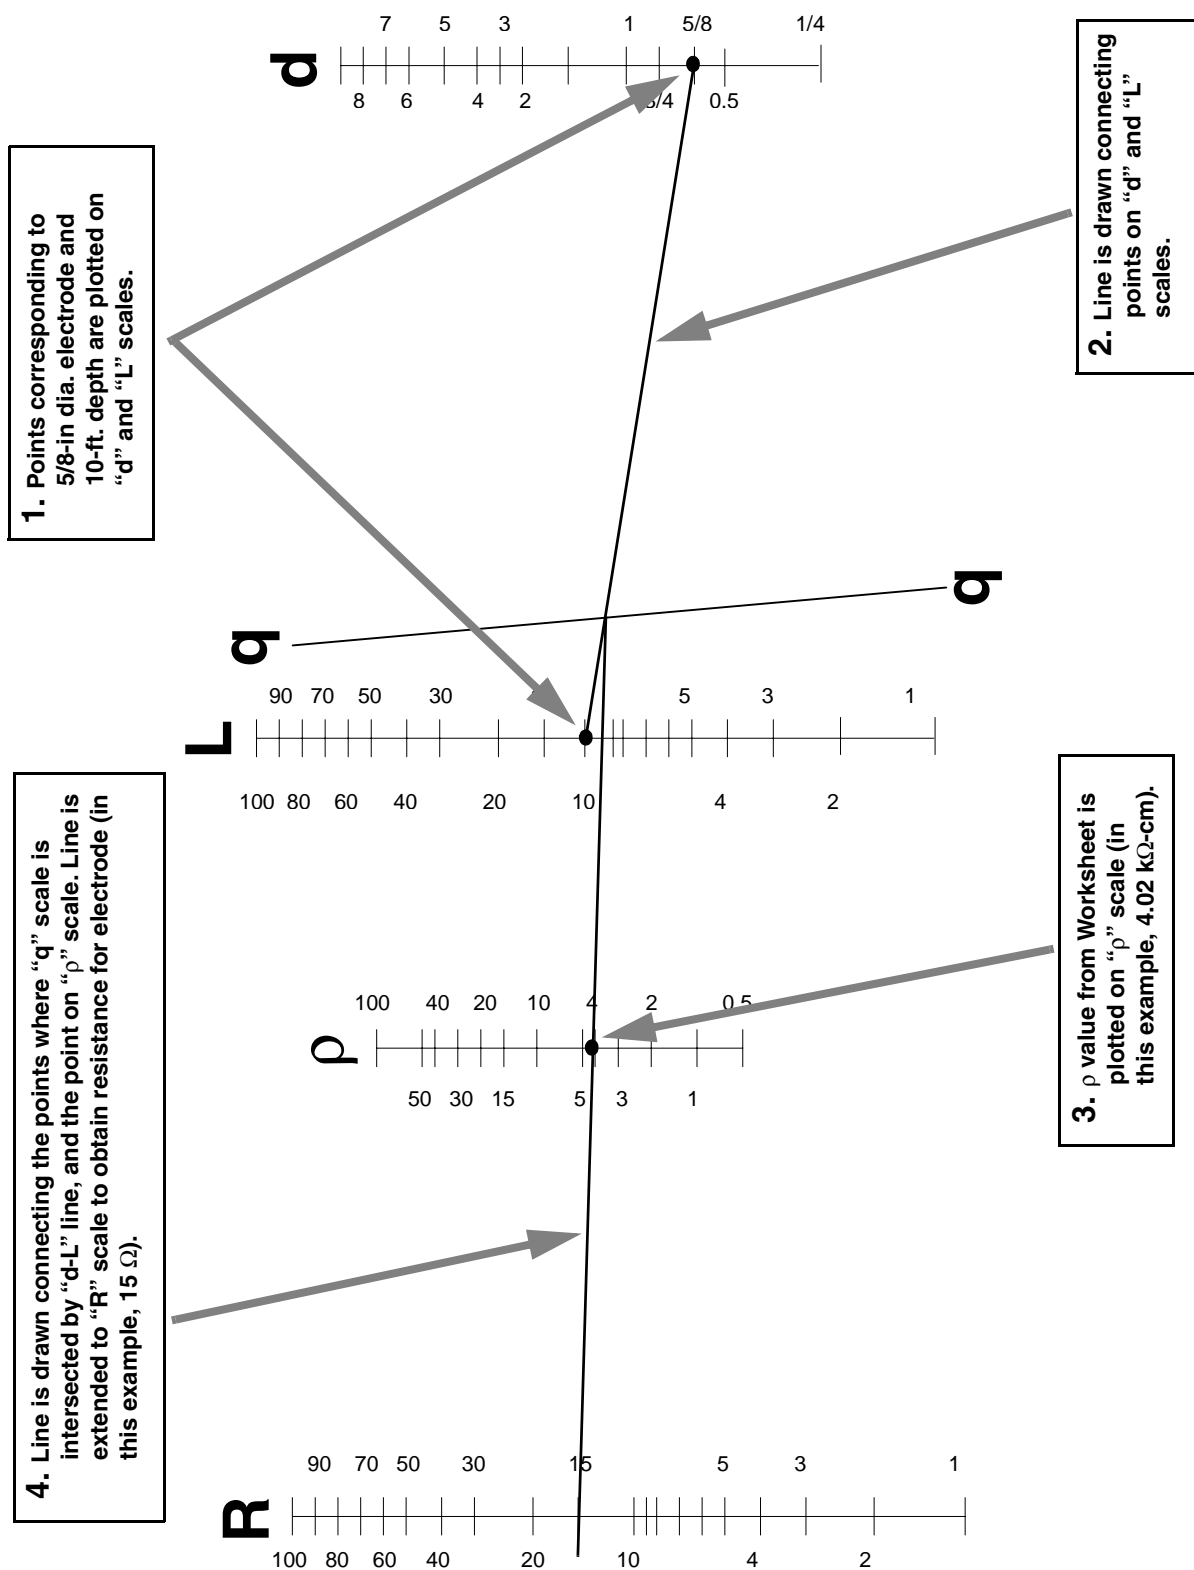 4. Line is drawn connecting the points where “q” scale is
intersected by “d-L” line, and the point on “ρ” scale. Line is
extended to “R” scale to obtain resistance for electrode (in
this example, 15 Ω).
1. Points corresponding to
5/8-in dia. electrode and
10-ft. depth are plotted on
“d” and “L” scales.
R
100
90
80
70
60
50
40
30
20
15
10
5
4
3
2
1
ρ
100
50
40
30
20
15
10
5
4
3
2
1
0.5
L
100
90
80
70
60
50
40
30
20
10
5
4
3
2
1
q
q
d
8
7
6
5
4
3
2
1
3/4
5/8
0.5
1/4
3. ρ value from Worksheet is
plotted on “ρ” scale (in
this example, 4.02 kΩ-cm).
2. Line is drawn connecting
points on “d” and “L”
scales.